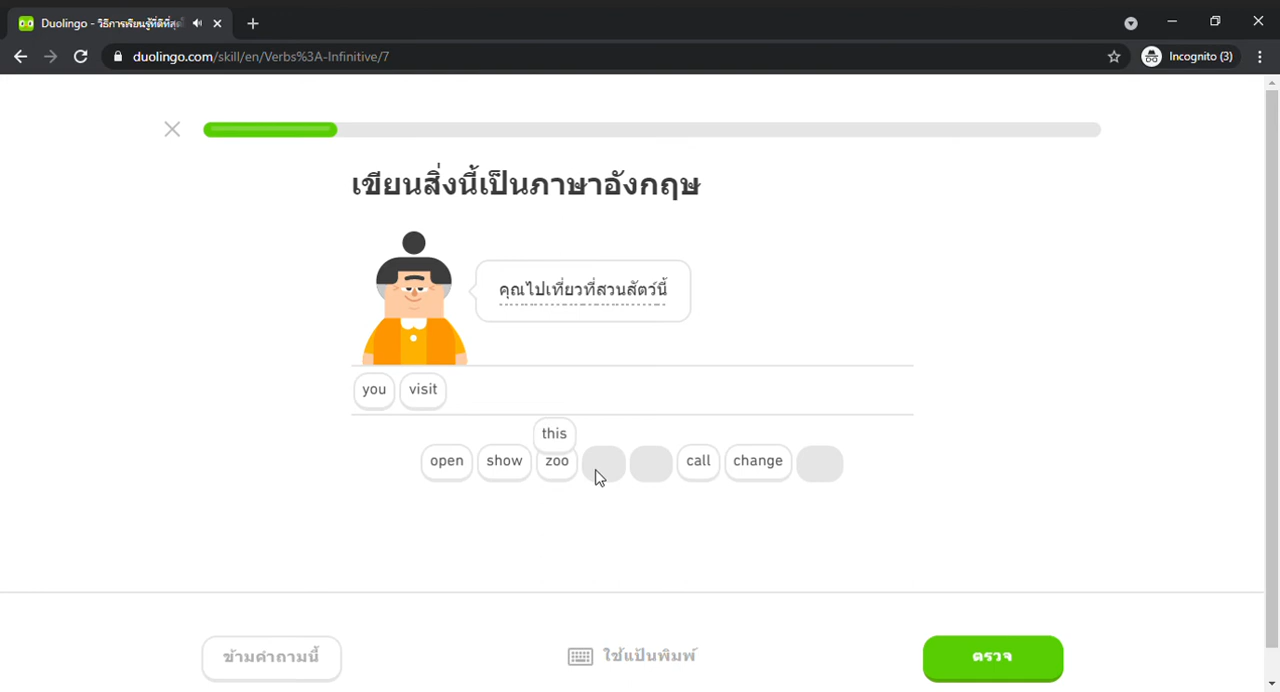 Duolingo - วิธีการเรียนรู้ที่ดีที่สุดใ
duolingo.com/skill/en/Verbs%3A-Infinitive/7
Incognito (3)
เขียนสิ่งนี้เป็นภาษาอังกฤษ
คุณไปเที่ยวที่สวนสัตว์นี้
you visit
this
open show zoo call change
ข้ามคำถามนี้ ใช้แป้นพิมพ์ ตรวจ